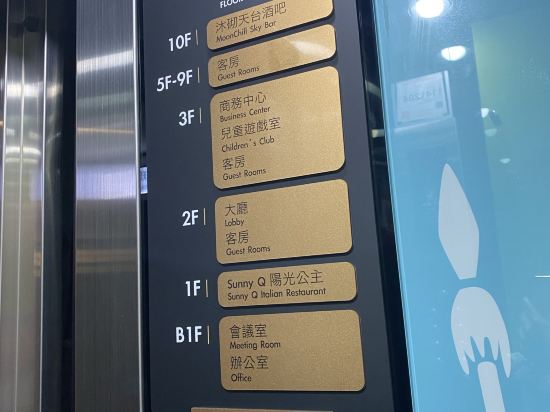 FLOOR
沐砌天台酒吧
10F
MoonChill Sky Bar
客房
5F-9F
Guest Rooms
商務中心
3F
Business Center
兒童遊戲室
Children's Club
客房
Guest Rooms
大廳
2F
Lobby
客房
Guest Rooms
1F
Sunny Q 陽光公主
Sunny Q Italian Restaurant
會議室
B1F
Meeting Room
辦公室
Office